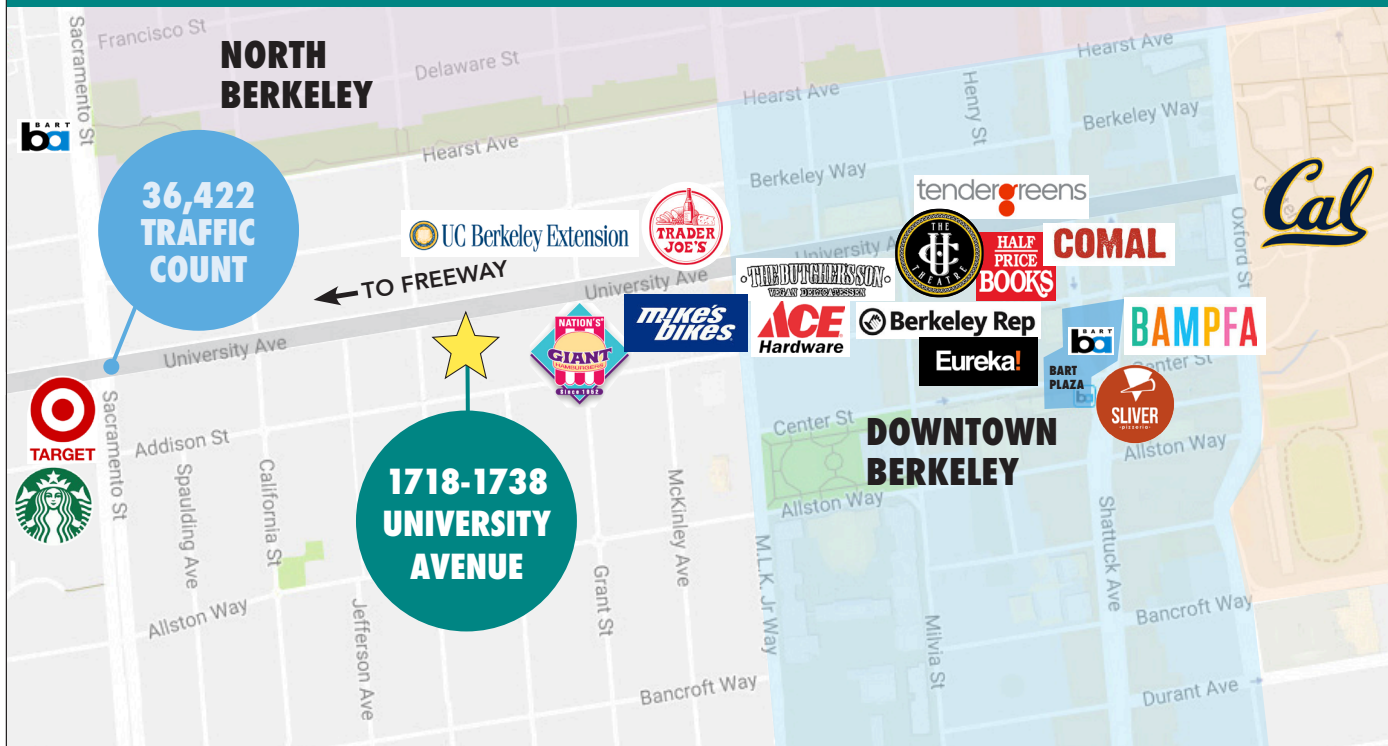 Sacramento St
Francisco St
NORTH
BERKELEY
Delaware St
Hearst Ave
Hearst Ave
Henry St
Berkeley Way
BART
ba
Hearst Ave
Berkeley Way
36,422
TRAFFIC
COUNT
UC Berkeley Extension
TRADER
JOE'S
tendergreens
THE
UC
THEATRE
HALF
PRICE
BOOKS
COMAL
Cal
Oxford St
University A
TO FREEWAY
University Ave
THE BUTCHER'S SON
VEGAN DELICATESSEN
University Ave
NATION'S
GIANT
HAMBURGERS
Since 1952
mike's
bikes
ACE
Hardware
Berkeley Rep
Eureka!
BART
ba
BAMPFA
BART
PLAZA
ba
Center St
SLIVER
pizzeria
TARGET
Sacramento St
Addison St
Spaulding Ave
California St
1718-1738
UNIVERSITY
AVENUE
McKinley Ave
Center St
DOWNTOWN
BERKELEY
Allston Way
Allston Way
Allston Way
Jefferson Ave
Grant St
M.L.K. Jr Way
Milvia St
Shattuck Ave
Bancroft Way
Bancroft Way
Durant Ave